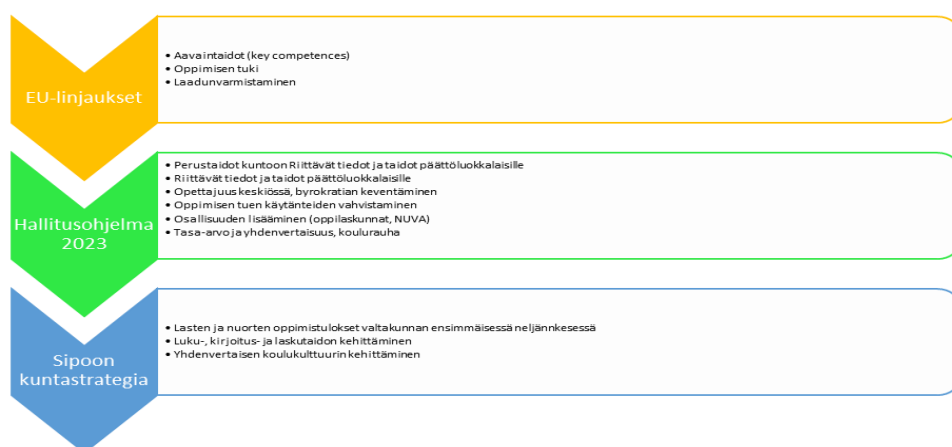 EU-linjaukset
• Aavaintaidot (key competences)
• Oppimisen tuki
• Laadunvarmistaminen
Hallitusohjelma
2023
• Perustaidot kuntoon Riittävät tiedot ja taidot päättöluokkalaisille
• Riittävät tiedot ja taidot päättöluokkalaisille
• Opettajuus keskiössä, byrokratian keventäminen
• Oppimisen tuen käytänteiden vahvistaminen
• Osallisuuden lisääminen (oppilaskunnat, NUVA)
• Tasa-arvo ja yhdenvertaisuus, koulurauha
Sipoon
kuntastrategia
• Lasten ja nuorten oppimistulokset valtakunnan ensimmäisessä neljännkesessä
• Luku-, kirjoitus- ja laskutaidon kehittäminen
• Yhdenvertaisen koulukulttuurin kehittäminen